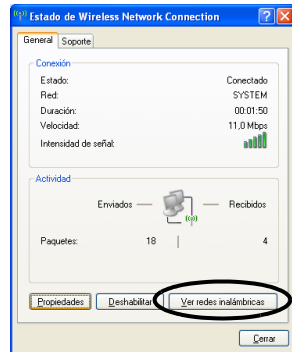 Estado de Wireless Network Connection
General Soporte
Conexión
Estado: Conectado
Red: SYSTEM
Duración: 00:01:50
Velocidad: 11,0 Mbps
Intensidad de señal:
Actividad
Enviados — — Recibidos
Paquetes: 18 | 4
Propiedades Deshabilitar Ver redes inalámbricas
Cerrar